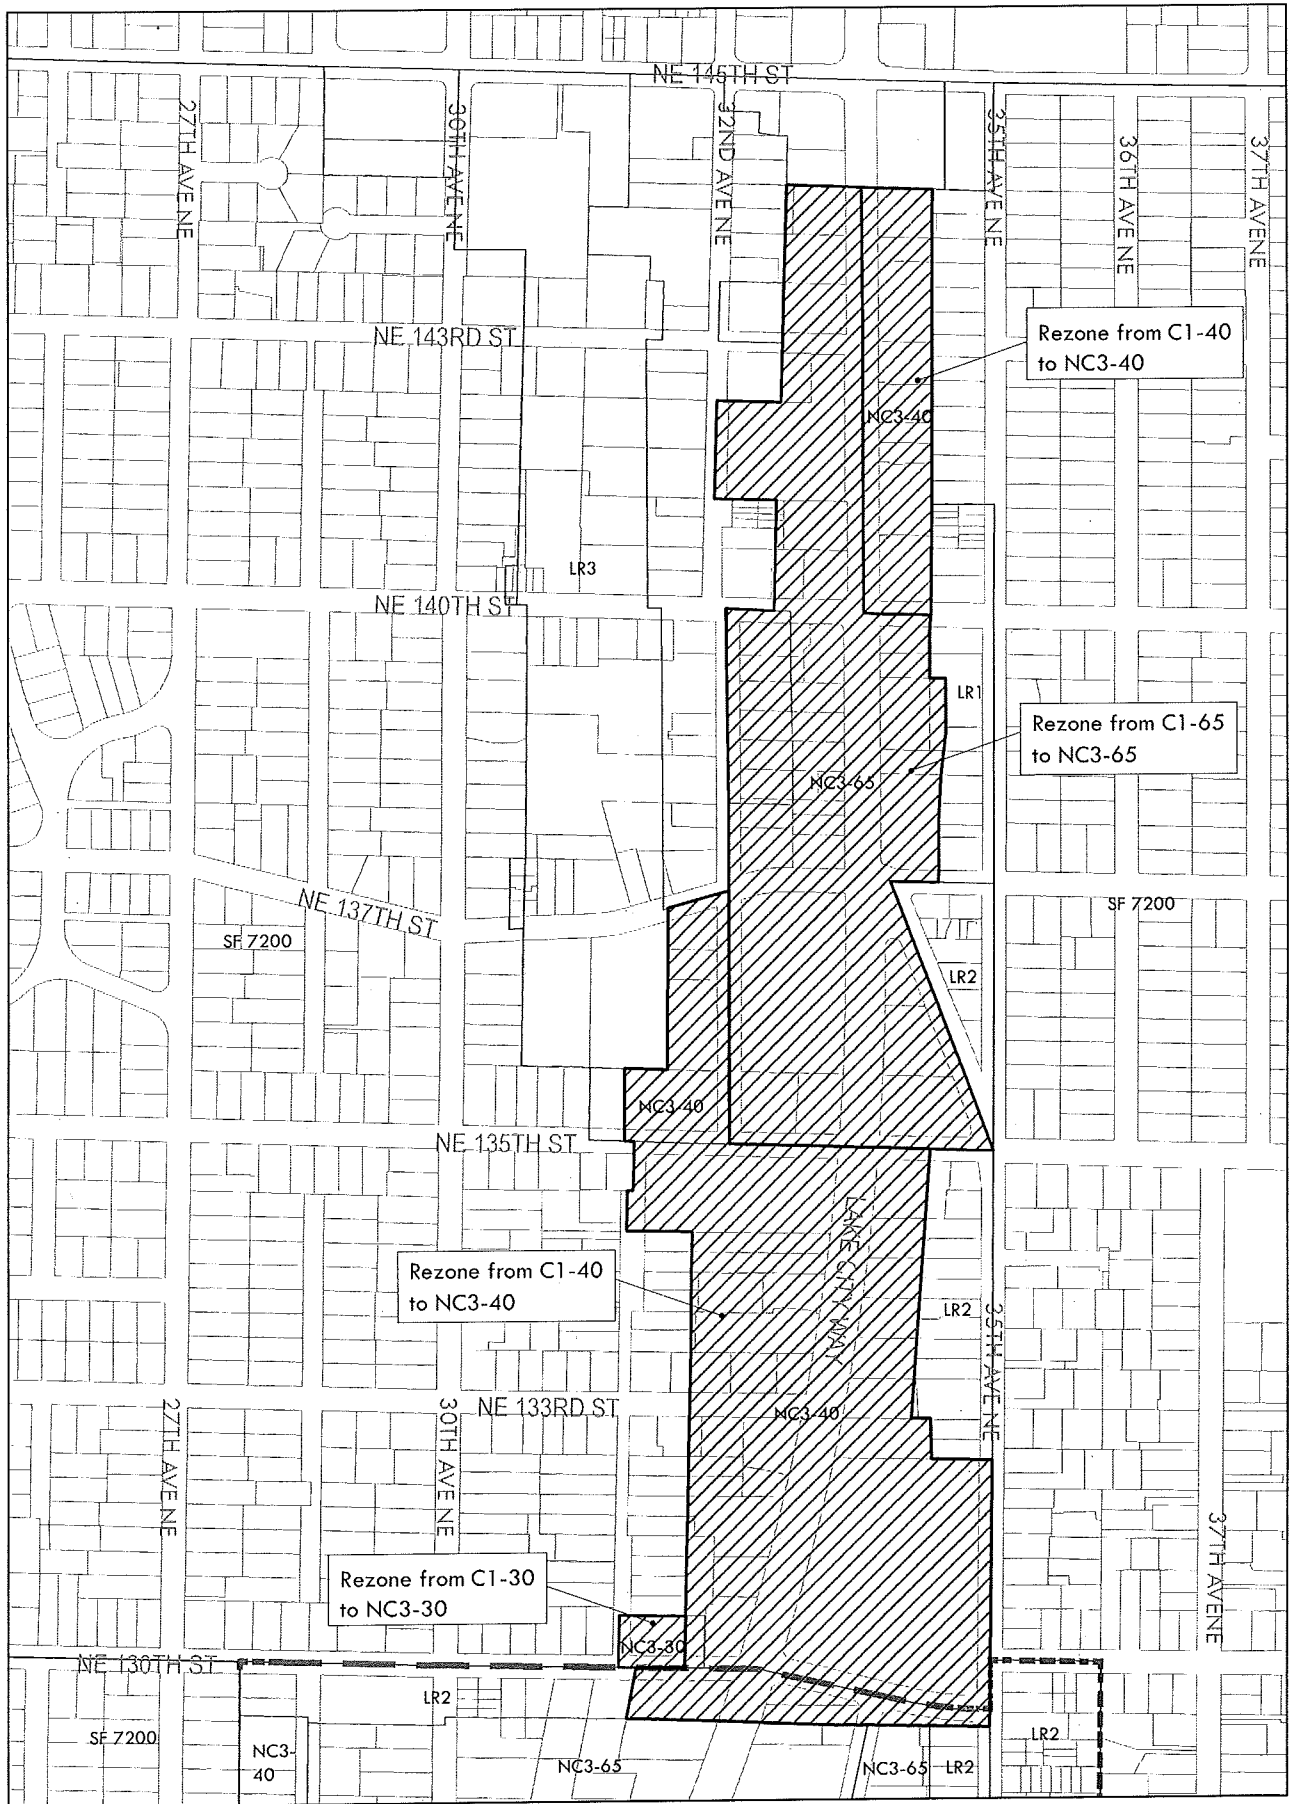 NE 145TH ST
27TH AVE NE
30TH AVE NE
32ND AVE NE
35TH AVE NE
36TH AVE NE
37TH AVE NE
NE 143RD ST
Rezone from C1-40
to NC3-40
NC3-40
LR3
NE 140TH ST
LR1
Rezone from C1-65
to NC3-65
NC3-65
NE 137TH ST
SF 7200
SF 7200
LR2
NC3-40
NE 135TH ST
LAKE CITY WAY
Rezone from C1-40
to NC3-40
LR2
35TH AVE NE
NE 133RD ST
NC3-40
27TH AVE NE
30TH AVE NE
37TH AVE NE
Rezone from C1-30
to NC3-30
NC3-30
NE 130TH ST
LR2
SF 7200
NC3-
40
NC3-65
NC3-65
LR2
LR2